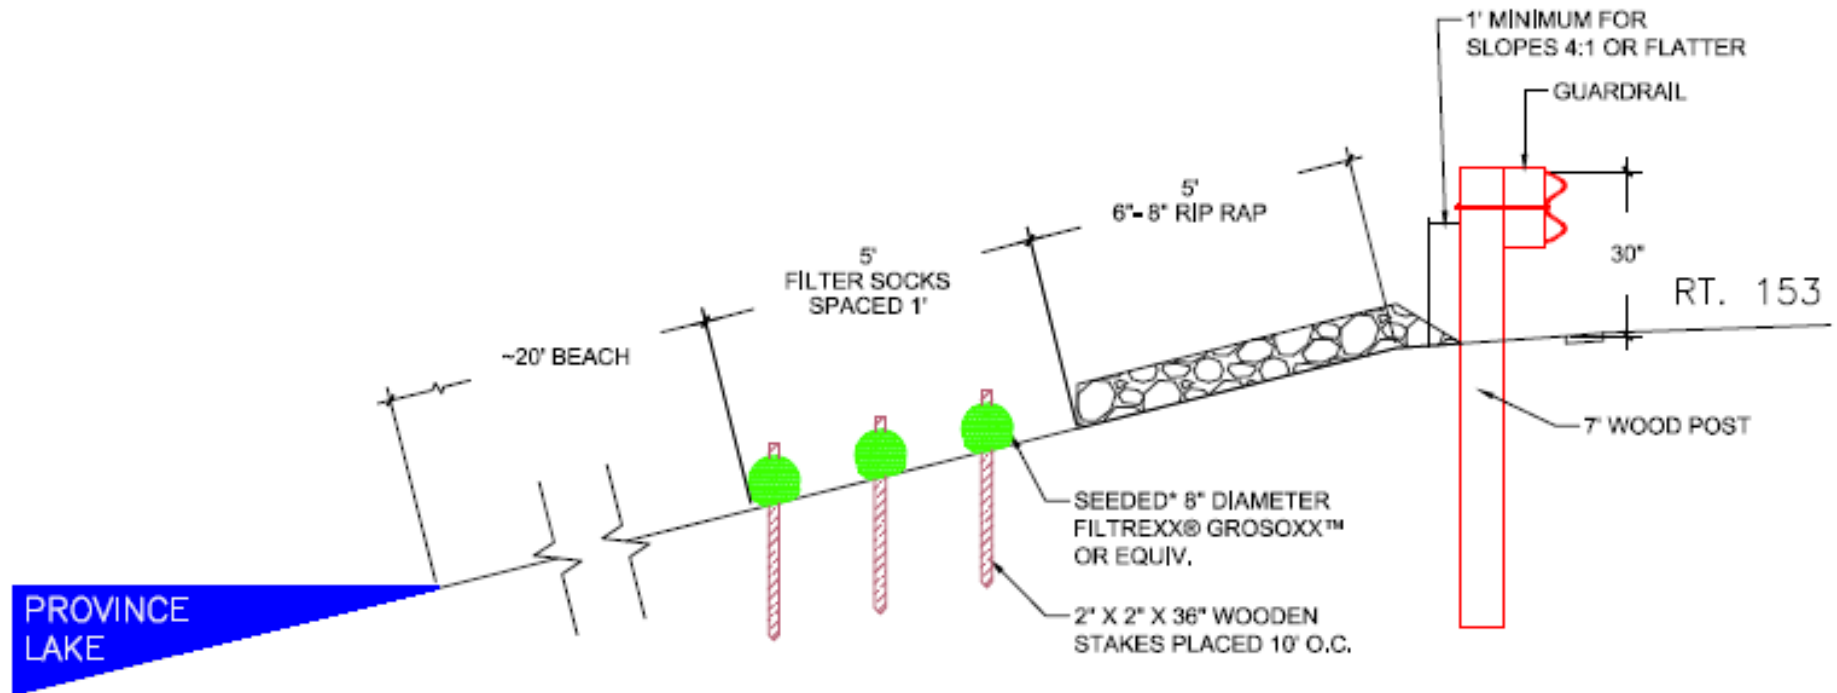 1' MINIMUM FOR
SLOPES 4:1 OR FLATTER
GUARDRAIL
5'
6"- 8" RIP RAP
30"
RT. 153
5'
FILTER SOCKS
SPACED 1'
~20' BEACH
7' WOOD POST
SEEDED* 8" DIAMETER
FILTREXX® GROSOXX™
OR EQUIV.
2" X 2" X 36" WOODEN
STAKES PLACED 10' O.C.
PROVINCE
LAKE